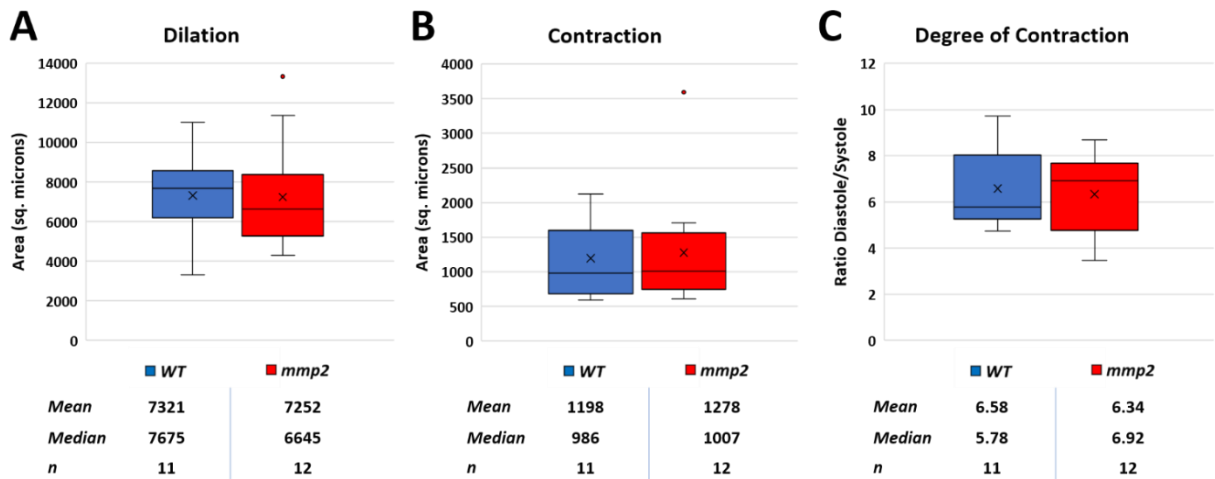 A
Dilation
Area (sq. microns)
14000
12000
10000
8000
6000
4000
2000
0
WT mmp2
Mean 7321 7252
Median 7675 6645
n 11 12
B
Contraction
Area (sq. microns)
4000
3500
3000
2500
2000
1500
1000
500
0
WT mmp2
Mean 1198 1278
Median 986 1007
n 11 12
C
Degree of Contraction
Ratio Diastole/Systole
12
10
8
6
4
2
0
WT mmp2
Mean 6.58 6.34
Median 5.78 6.92
n 11 12